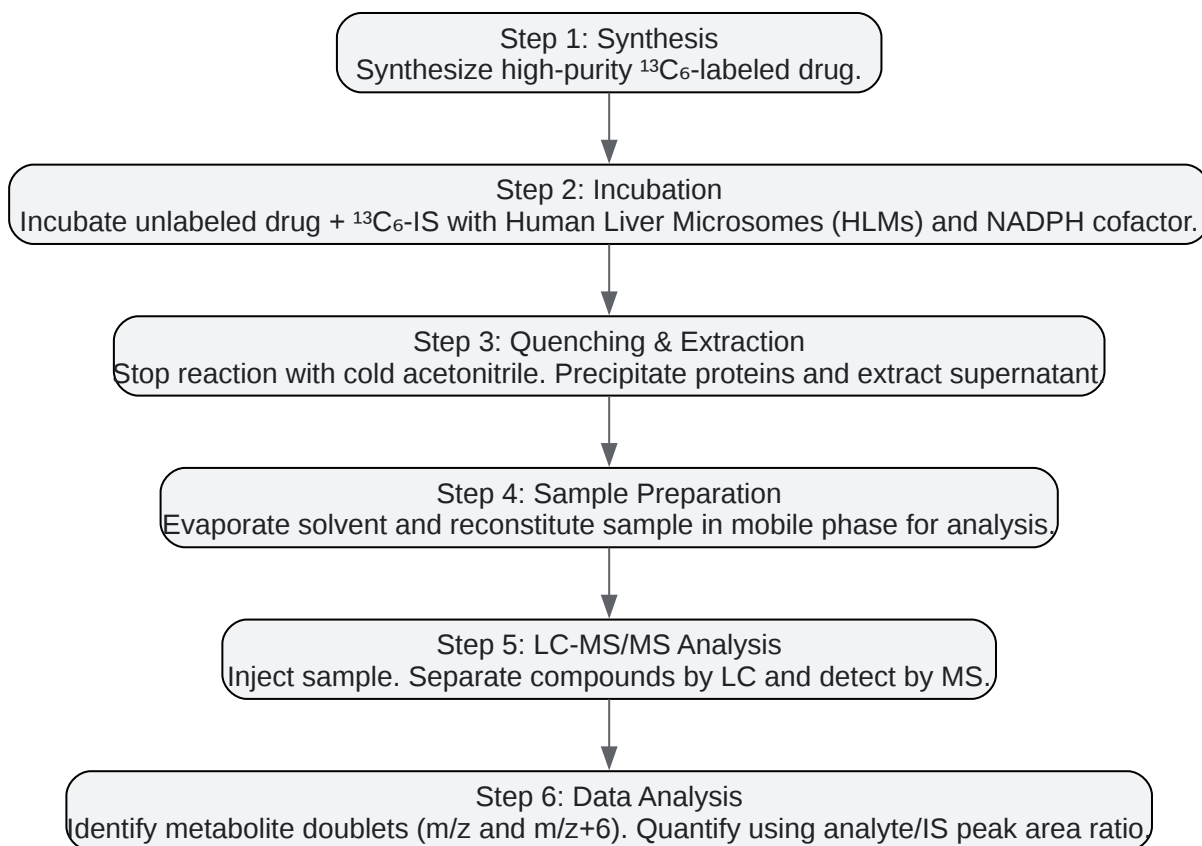 Step 1: Synthesis
Synthesize high-purity ¹³C₆-labeled drug.
Step 2: Incubation
Incubate unlabeled drug + ¹³C₆-IS with Human Liver Microsomes (HLMs) and NADPH cofactor.
Step 3: Quenching & Extraction
Stop reaction with cold acetonitrile. Precipitate proteins and extract supernatant.
Step 4: Sample Preparation
Evaporate solvent and reconstitute sample in mobile phase for analysis.
Step 5: LC-MS/MS Analysis
Inject sample. Separate compounds by LC and detect by MS.
Step 6: Data Analysis
Identify metabolite doublets (m/z and m/z+6). Quantify using analyte/IS peak area ratio.